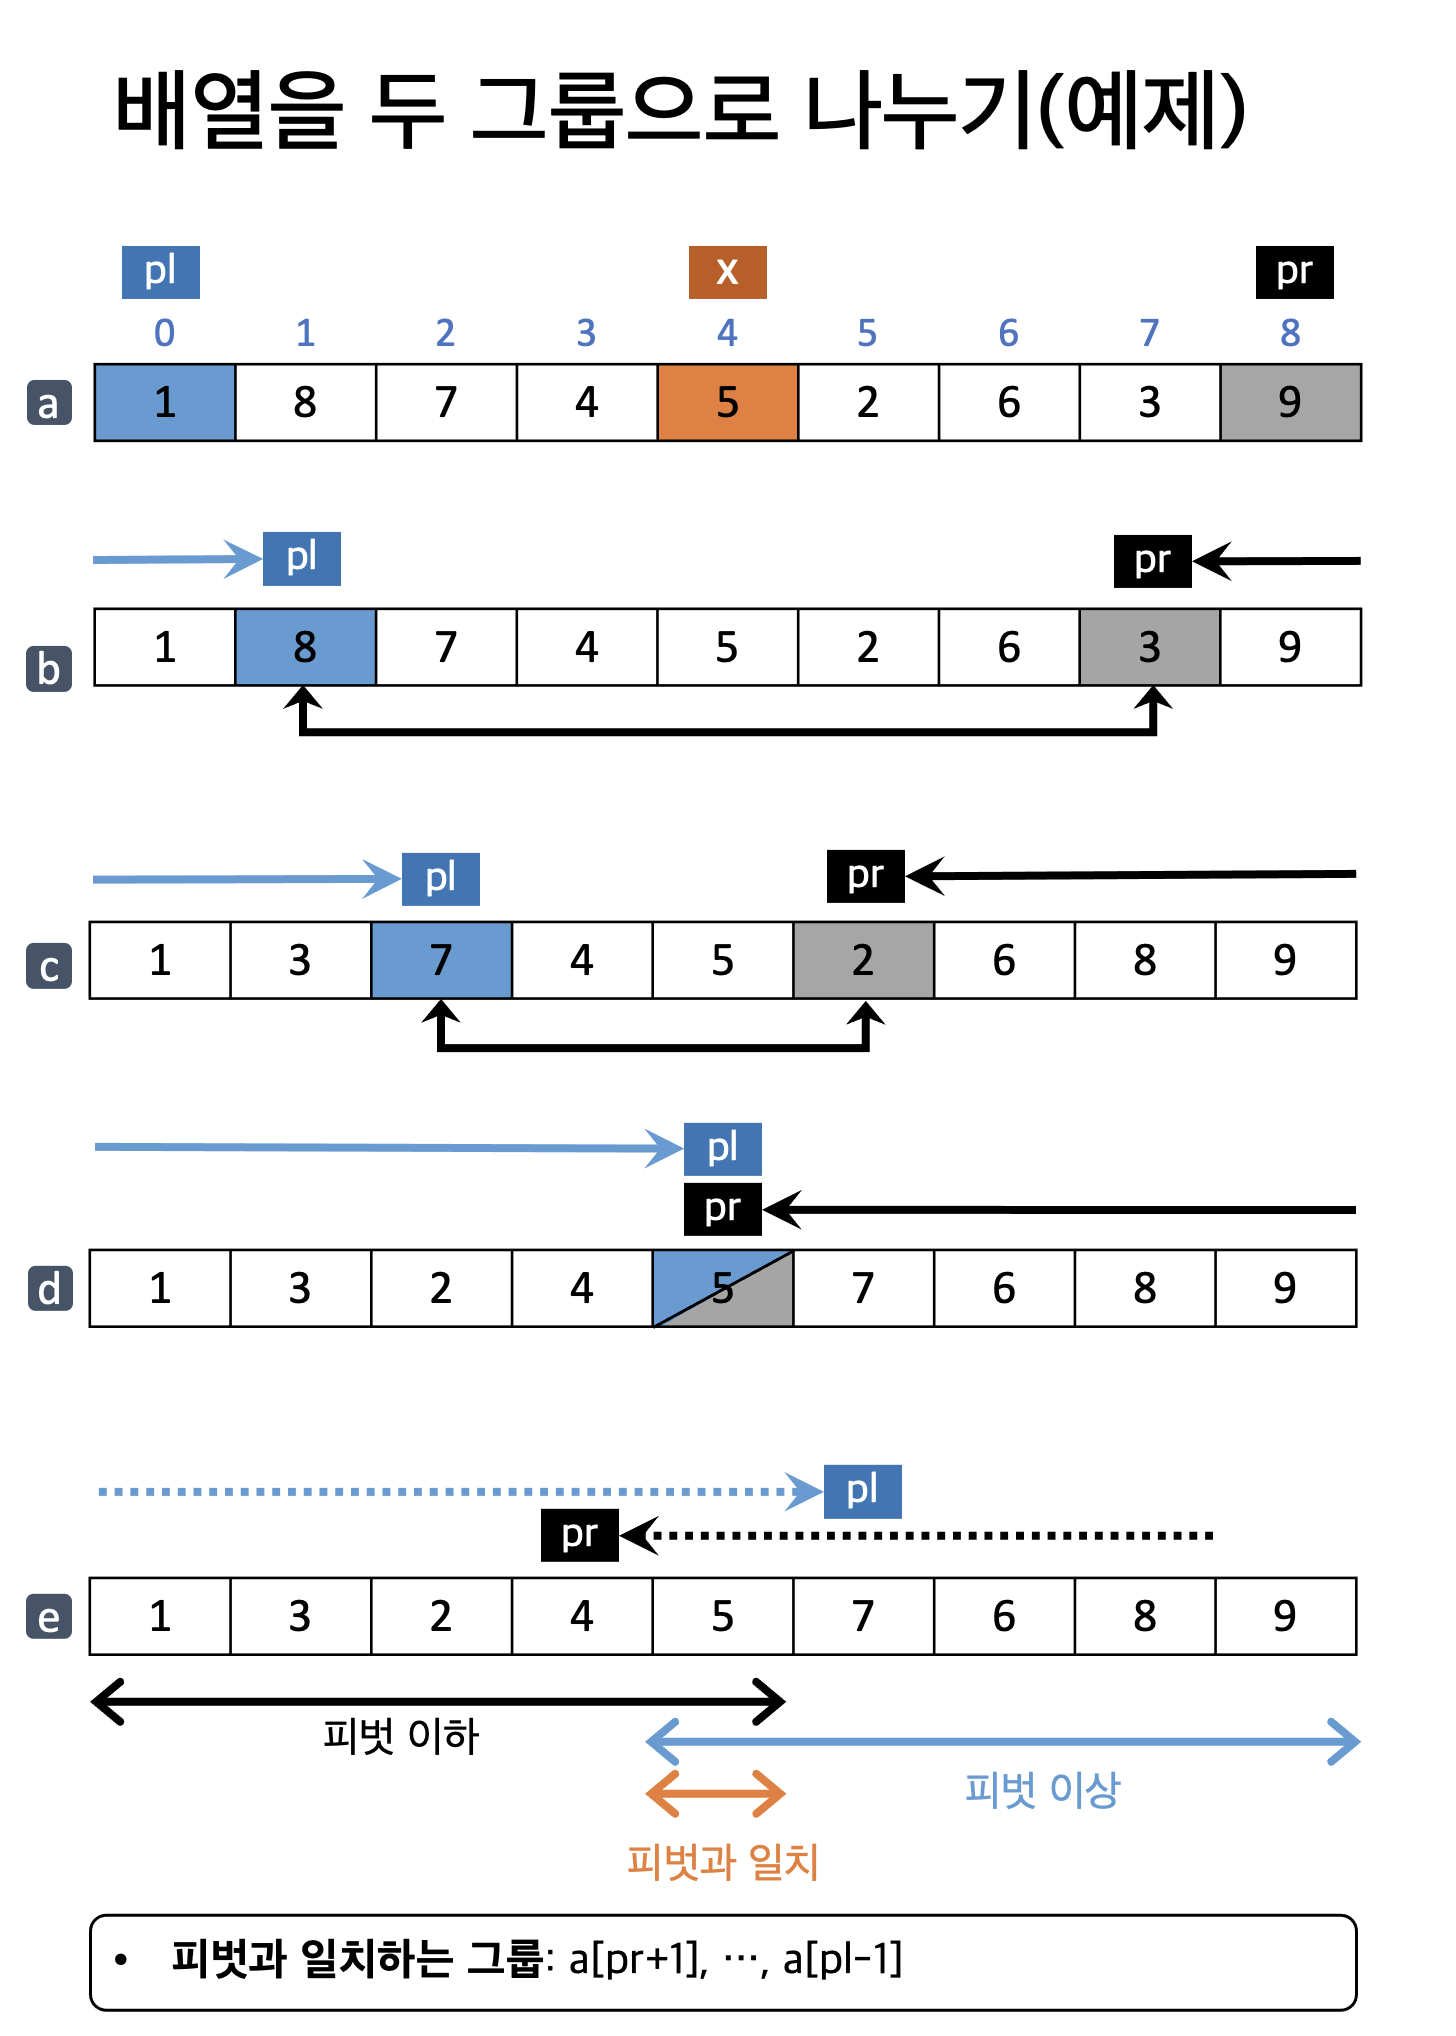 배열을 두 그룹으로 나누기(예제)
pl x pr
0 1 2 3 4 5 6 7 8
a 1 8 7 4 5 2 6 3 9
pl pr
b 1 8 7 4 5 2 6 3 9
pl pr
c 1 3 7 4 5 2 6 8 9
pl
pr
d 1 3 2 4 5 7 6 8 9
pl
pr
e 1 3 2 4 5 7 6 8 9
피벗 이하
피벗 이상
피벗과 일치
• 피벗과 일치하는 그룹: a[pr+1], …, a[pl-1]